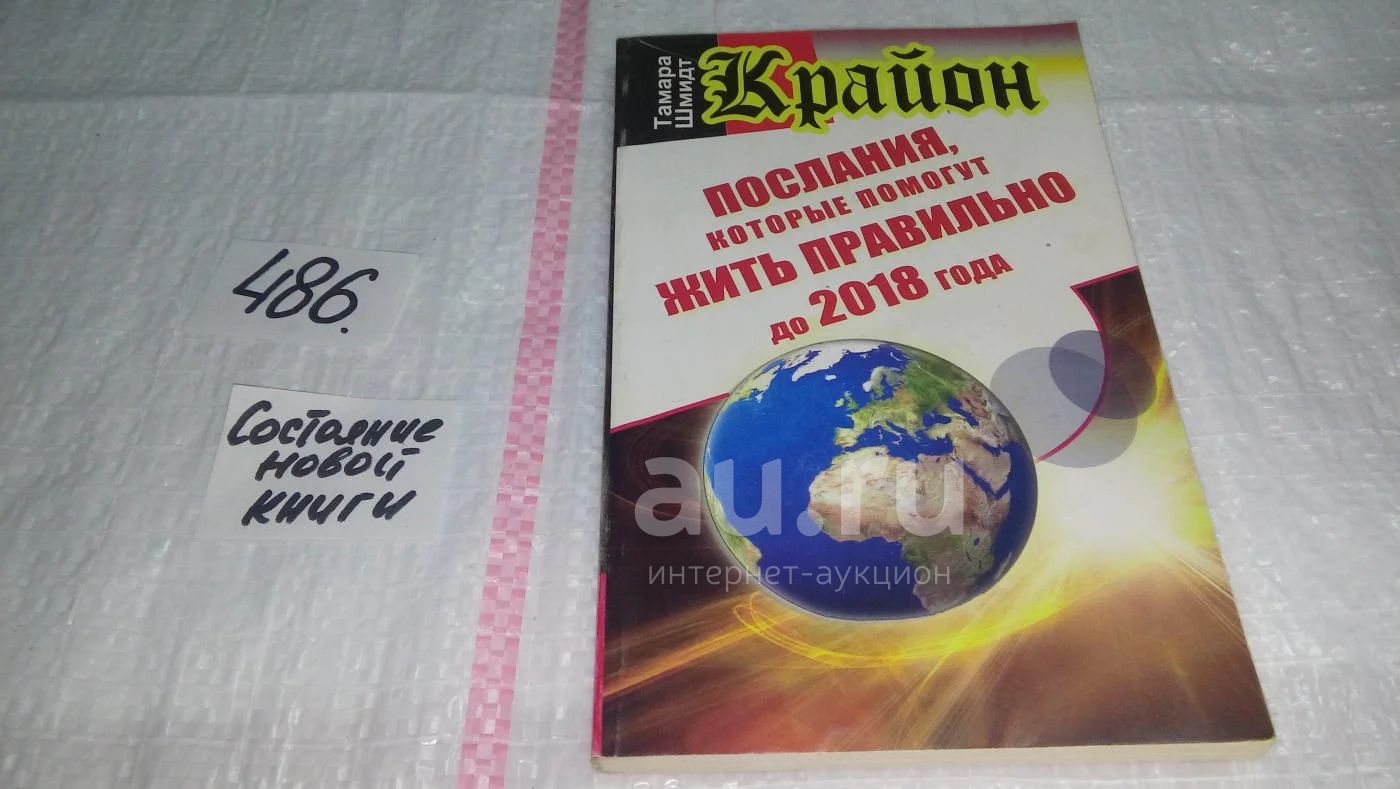 486.
Состояние
новой
книги
Тамара
Шмидт
Крайон
ПОСЛАНИЯ,
КОТОРЫЕ ПОМОГУТ
ЖИТЬ ПРАВИЛЬНО
ДО 2018 ГОДА
au.ru
интернет-аукцион